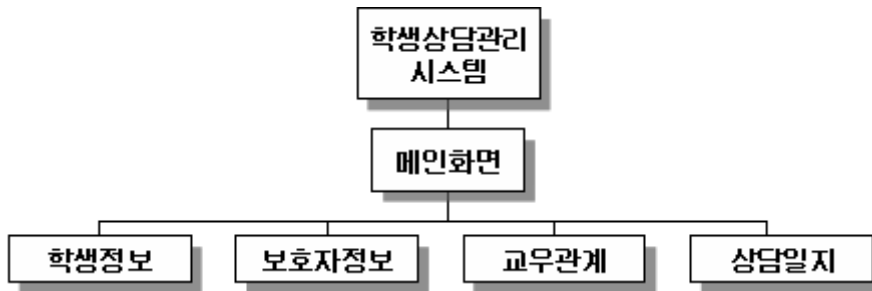 학생상담관리
시스템
메인화면
학생정보
보호자정보
교우관계
상담일지